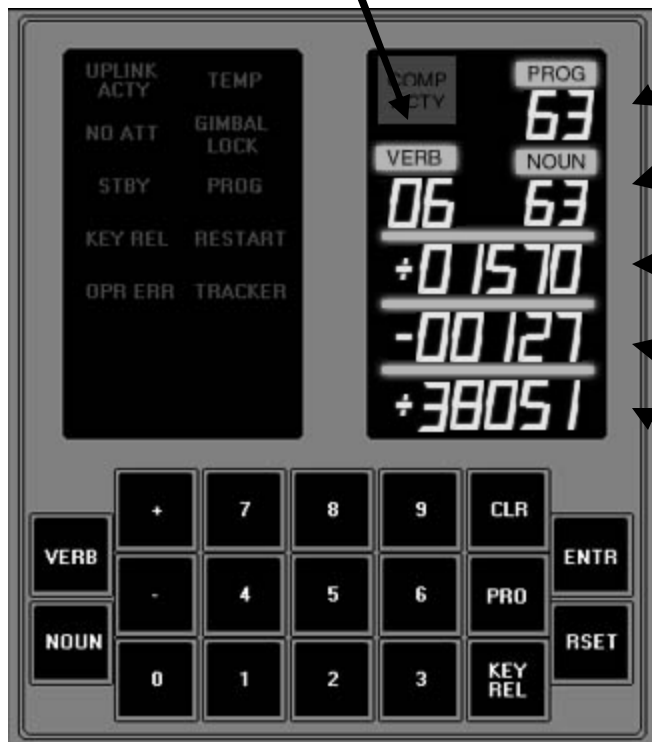 UPLINK ACTY TEMP
NO ATT GIMBAL LOCK
STBY PROG
KEY REL RESTART
OPR ERR TRACKER
COMP ACTY PROG
63
VERB NOUN
06 63
+01570
-00127
+38051
VERB
NOUN
+ 7 8 9 CLR
- 4 5 6 PRO
0 1 2 3 KEY REL
ENTR
RSET